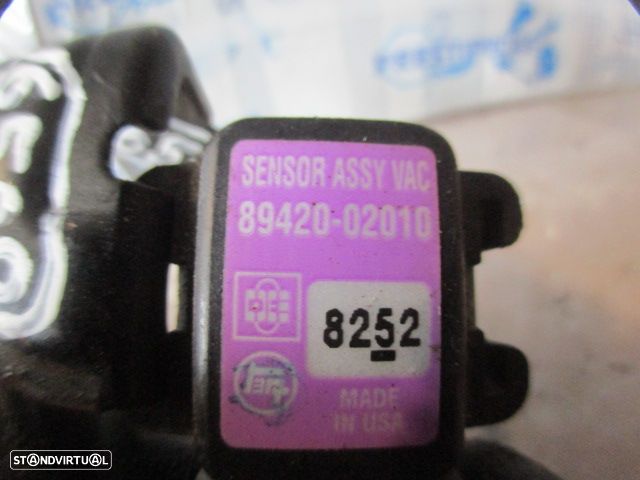 SENSOR ASSY VAC
89420-02010
8252
MADE
IN USA
STANDVIRTUAL